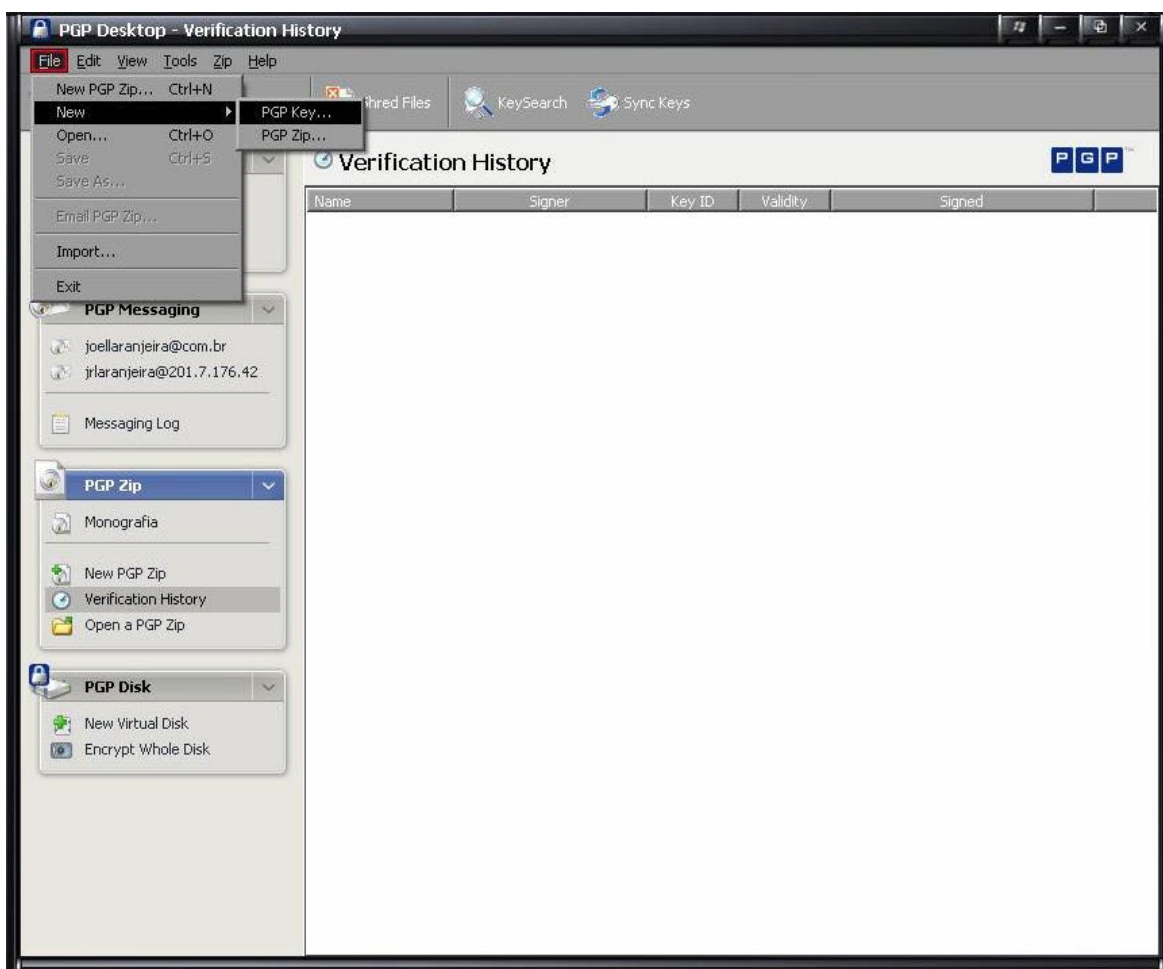 PGP Desktop - Verification History
File Edit View Tools Zip Help
New PGP Zip... Ctrl+N
New
Open... Ctrl+O
Save Ctrl+S
Save As...
Email PGP Zip...
Import...
Exit
PGP Key...
PGP Zip...
Shred Files KeySearch Sync Keys
Verification History
PGP
Name Signer Key ID Validity Signed
PGP Messaging
joellaranjeira@com.br
jrlaranjeira@201.7.176.42
Messaging Log
PGP Zip
Monografia
New PGP Zip
Verification History
Open a PGP Zip
PGP Disk
New Virtual Disk
Encrypt Whole Disk